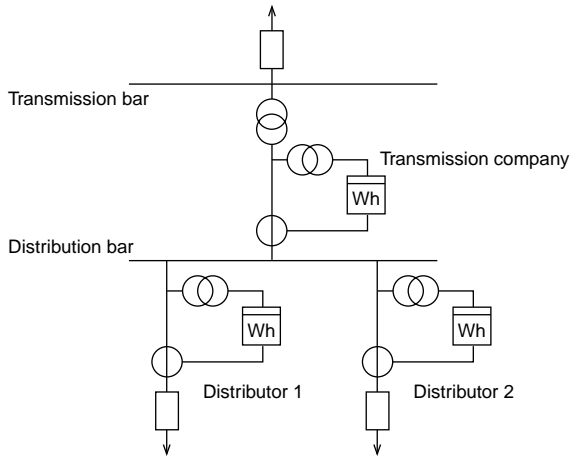 Transmission bar
Transmission company
Wh
Distribution bar
Wh
Wh
Distributor 1
Distributor 2